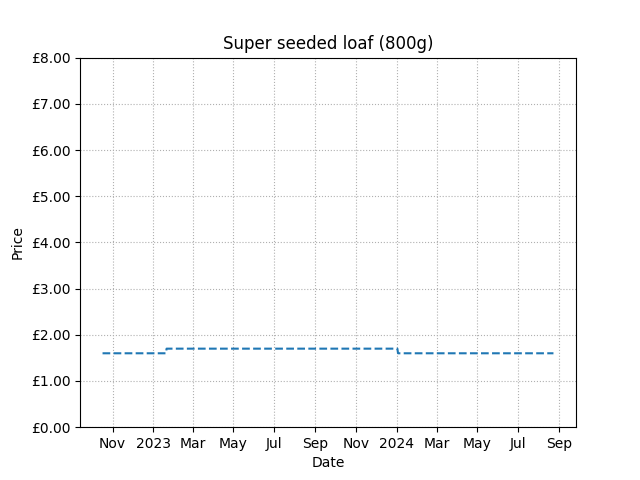 Super seeded loaf (800g)
£8.00
£7.00
£6.00
£5.00
£4.00
£3.00
£2.00
£1.00
£0.00
Price
Nov 2023 Mar May Jul Sep Nov 2024 Mar May Jul Sep
Date